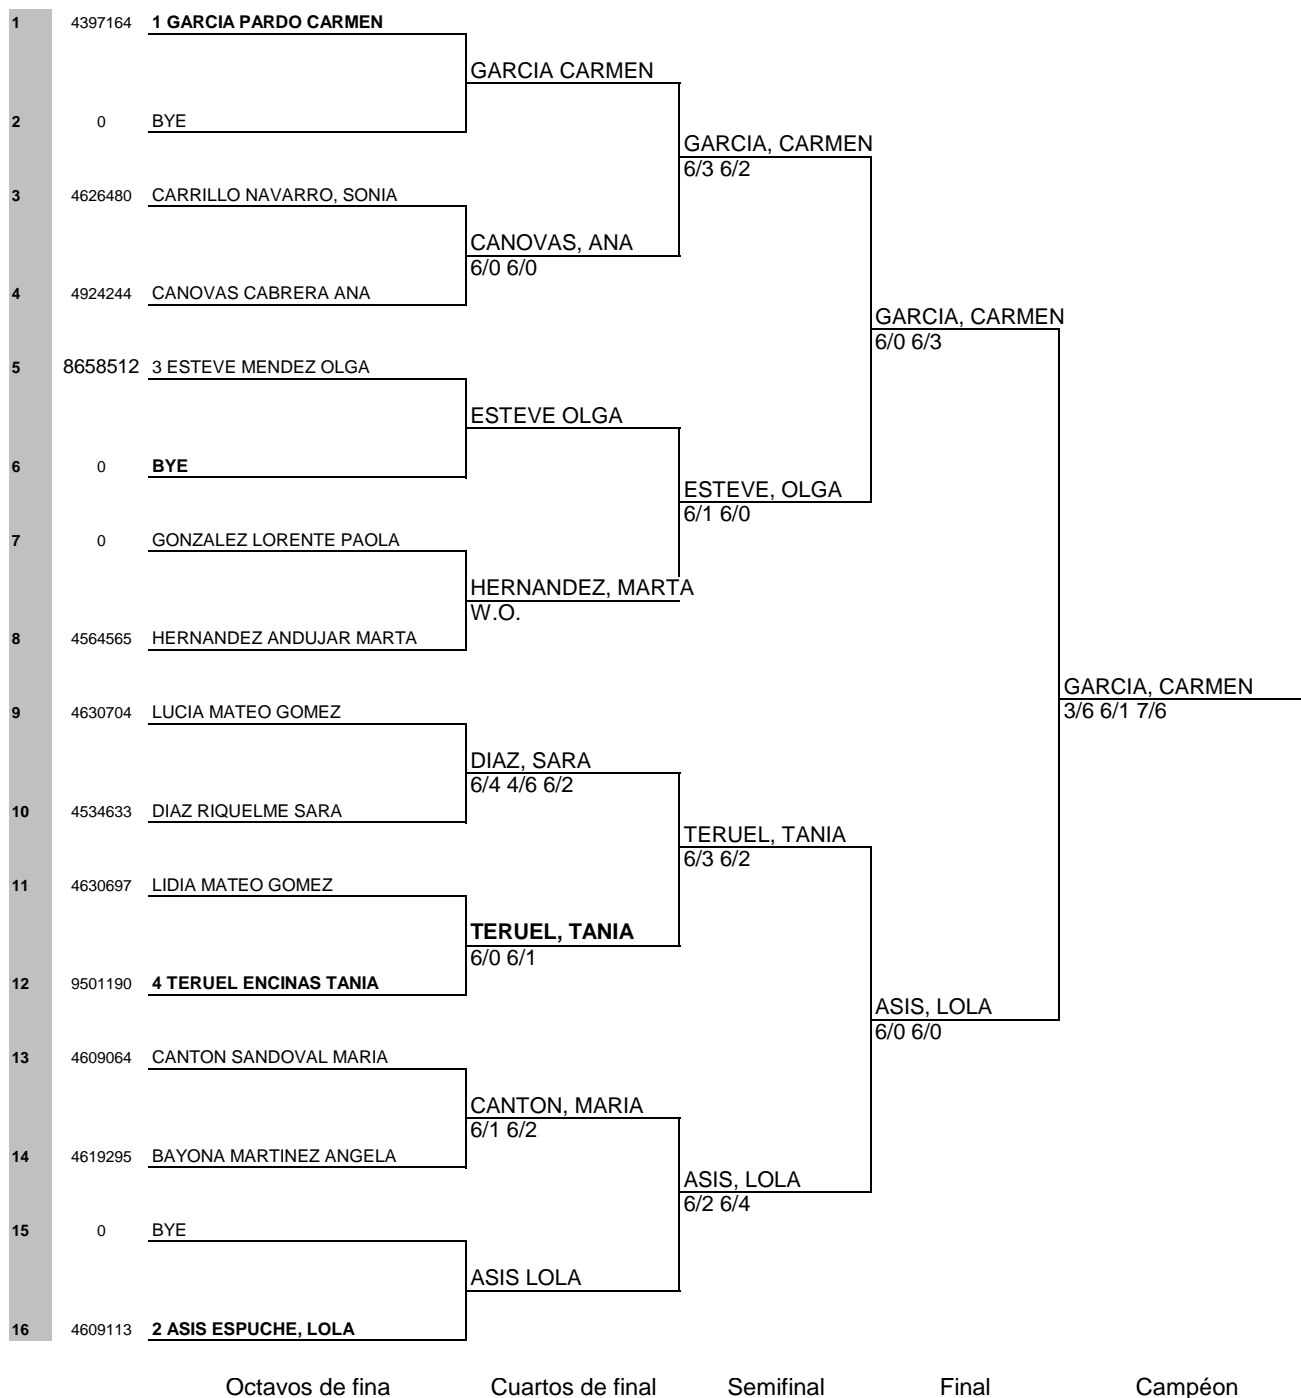 1 4397164 1 GARCIA PARDO CARMEN
GARCIA CARMEN
2 0 BYE
GARCIA, CARMEN
6/3 6/2
3 4626480 CARRILLO NAVARRO, SONIA
CANOVAS, ANA
6/0 6/0
4 4924244 CANOVAS CABRERA ANA
GARCIA, CARMEN
6/0 6/3
5 8658512 3 ESTEVE MENDEZ OLGA
ESTEVE OLGA
6 0 BYE
ESTEVE, OLGA
6/1 6/0
7 0 GONZALEZ LORENTE PAOLA
HERNANDEZ, MARTA
W.O.
8 4564565 HERNANDEZ ANDUJAR MARTA
GARCIA, CARMEN
3/6 6/1 7/6
9 4630704 LUCIA MATEO GOMEZ
DIAZ, SARA
6/4 4/6 6/2
10 4534633 DIAZ RIQUELME SARA
TERUEL, TANIA
6/3 6/2
11 4630697 LIDIA MATEO GOMEZ
TERUEL, TANIA
6/0 6/1
12 9501190 4 TERUEL ENCINAS TANIA
ASIS, LOLA
6/0 6/0
13 4609064 CANTON SANDOVAL MARIA
CANTON, MARIA
6/1 6/2
14 4619295 BAYONA MARTINEZ ANGELA
ASIS, LOLA
6/2 6/4
15 0 BYE
ASIS LOLA
16 4609113 2 ASIS ESPUCHE, LOLA
Octavos de fina Cuartos de final Semifinal Final Campéon